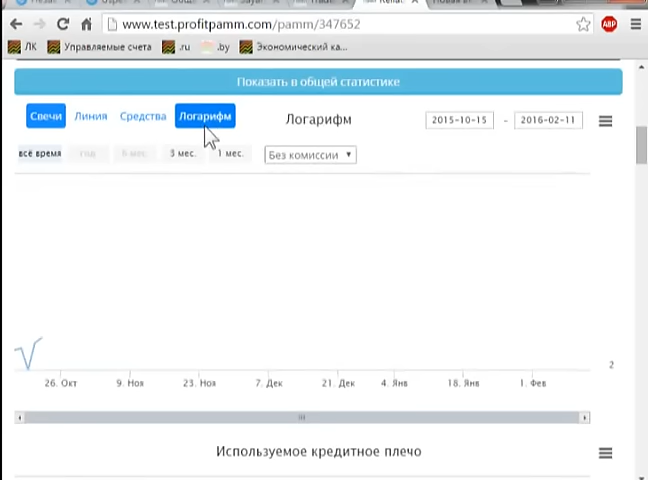 www.test.profitpamm.com/pamm/347652
ABP
ЛК Управляемые счета .ru .by Экономический ка...
Показать в общей статистике
Свечи Линия Средства Логарифм Логарифм 2015-10-15 - 2016-02-11
всё время год 6 мес. 3 мес. 1 мес. Без комиссии
2
26. Окт 9. Ноя 23. Ноя 7. Дек 21. Дек 4. Янв 18. Янв 1. Фев
Используемое кредитное плечо